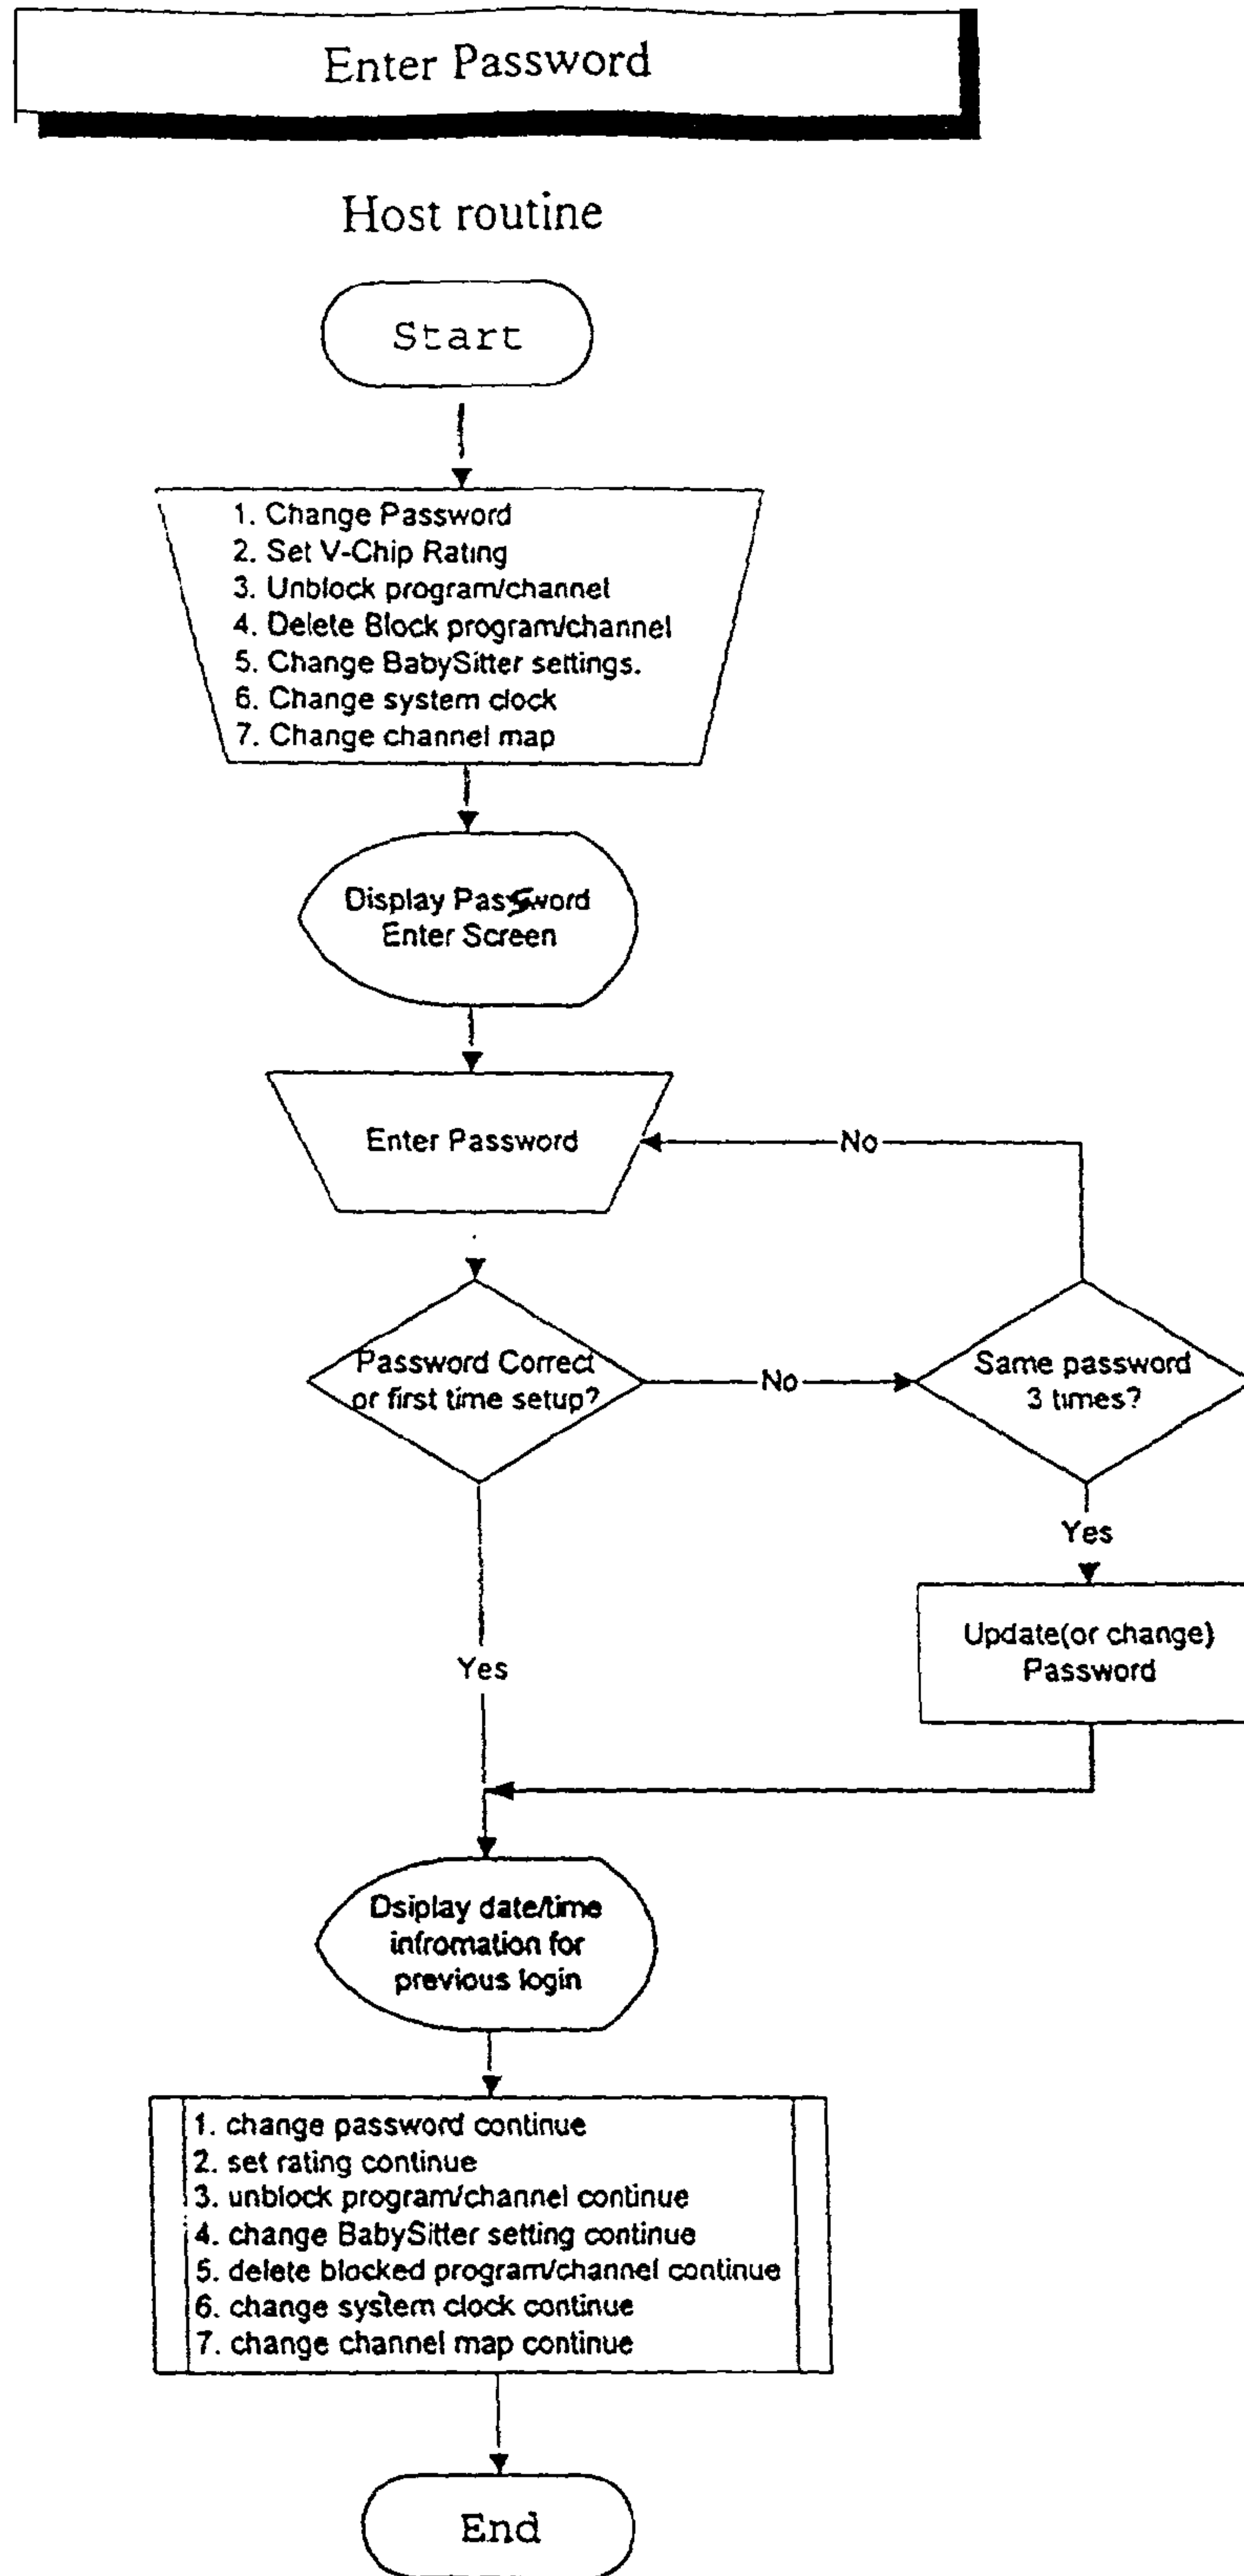 Enter Password
Host routine
Start
1. Change Password
2. Set V-Chip Rating
3. Unblock program/channel
4. Delete Block program/channel
5. Change BabySitter settings.
6. Change system clock
7. Change channel map
Display Password
Enter Screen
Enter Password
No
Password Correct
or first time setup?
No
Same password
3 times?
Yes
Update(or change)
Password
Yes
Dsiplay date/time
infromation for
previous login
1. change password continue
2. set rating continue
3. unblock program/channel continue
4. change BabySitter setting continue
5. delete blocked program/channel continue
6. change system clock continue
7. change channel map continue
End